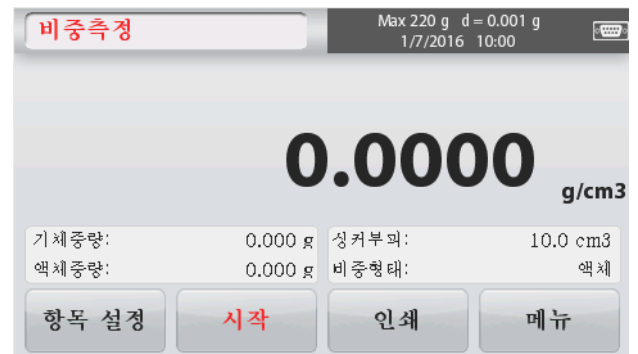 비중측정
Max 220 g d = 0.001 g
1/7/2016 10:00
0.0000 g/cm3
기체중량: 0.000 g 싱커부피: 10.0 cm3
액체중량: 0.000 g 비중형태: 액체
항목 설정 시작 인쇄 메뉴